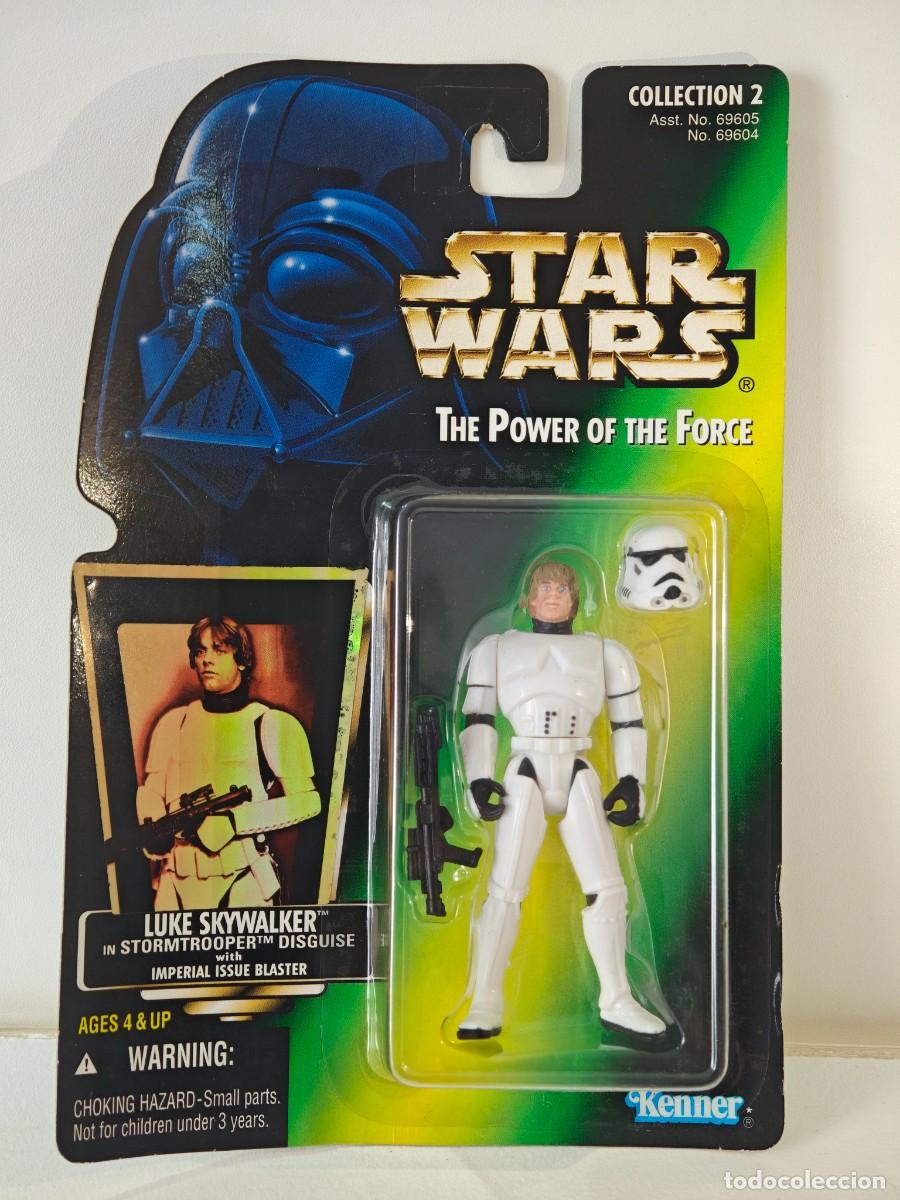 COLLECTION 2
Asst. No. 69605
No. 69604
STAR
WARS
®
THE POWER OF THE FORCE
LUKE SKYWALKER™
IN STORMTROOPER™ DISGUISE
with
IMPERIAL ISSUE BLASTER
AGES 4 & UP
WARNING:
CHOKING HAZARD-Small parts.
Not for children under 3 years.
Kenner*
®
todocoleccion